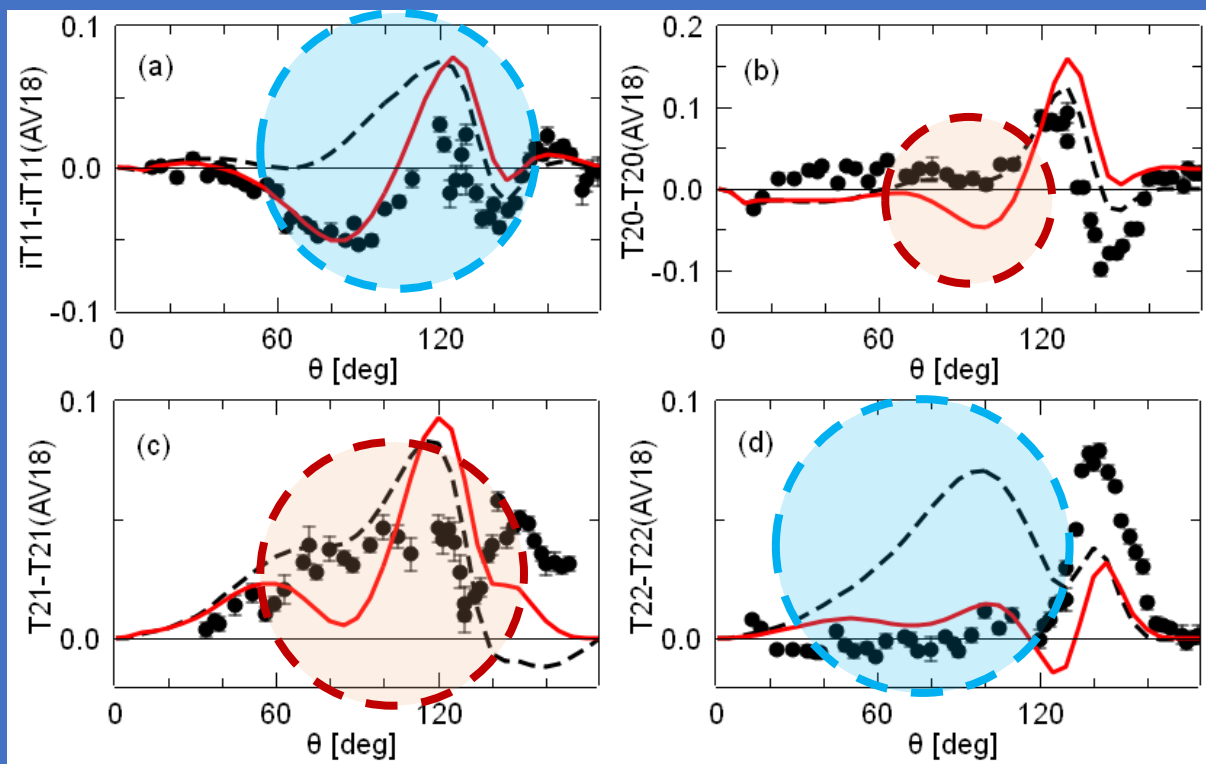 0.1
(a)
0.0
-0.1
iT11-iT11(AV18)
0 60 120
θ [deg]
0.2
(b)
0.1
0.0
-0.1
T20-T20(AV18)
0 60 120
θ [deg]
0.1
(c)
0.0
T21-T21(AV18)
0 60 120
θ [deg]
0.1
(d)
0.0
T22-T22(AV18)
0 60 120
θ [deg]